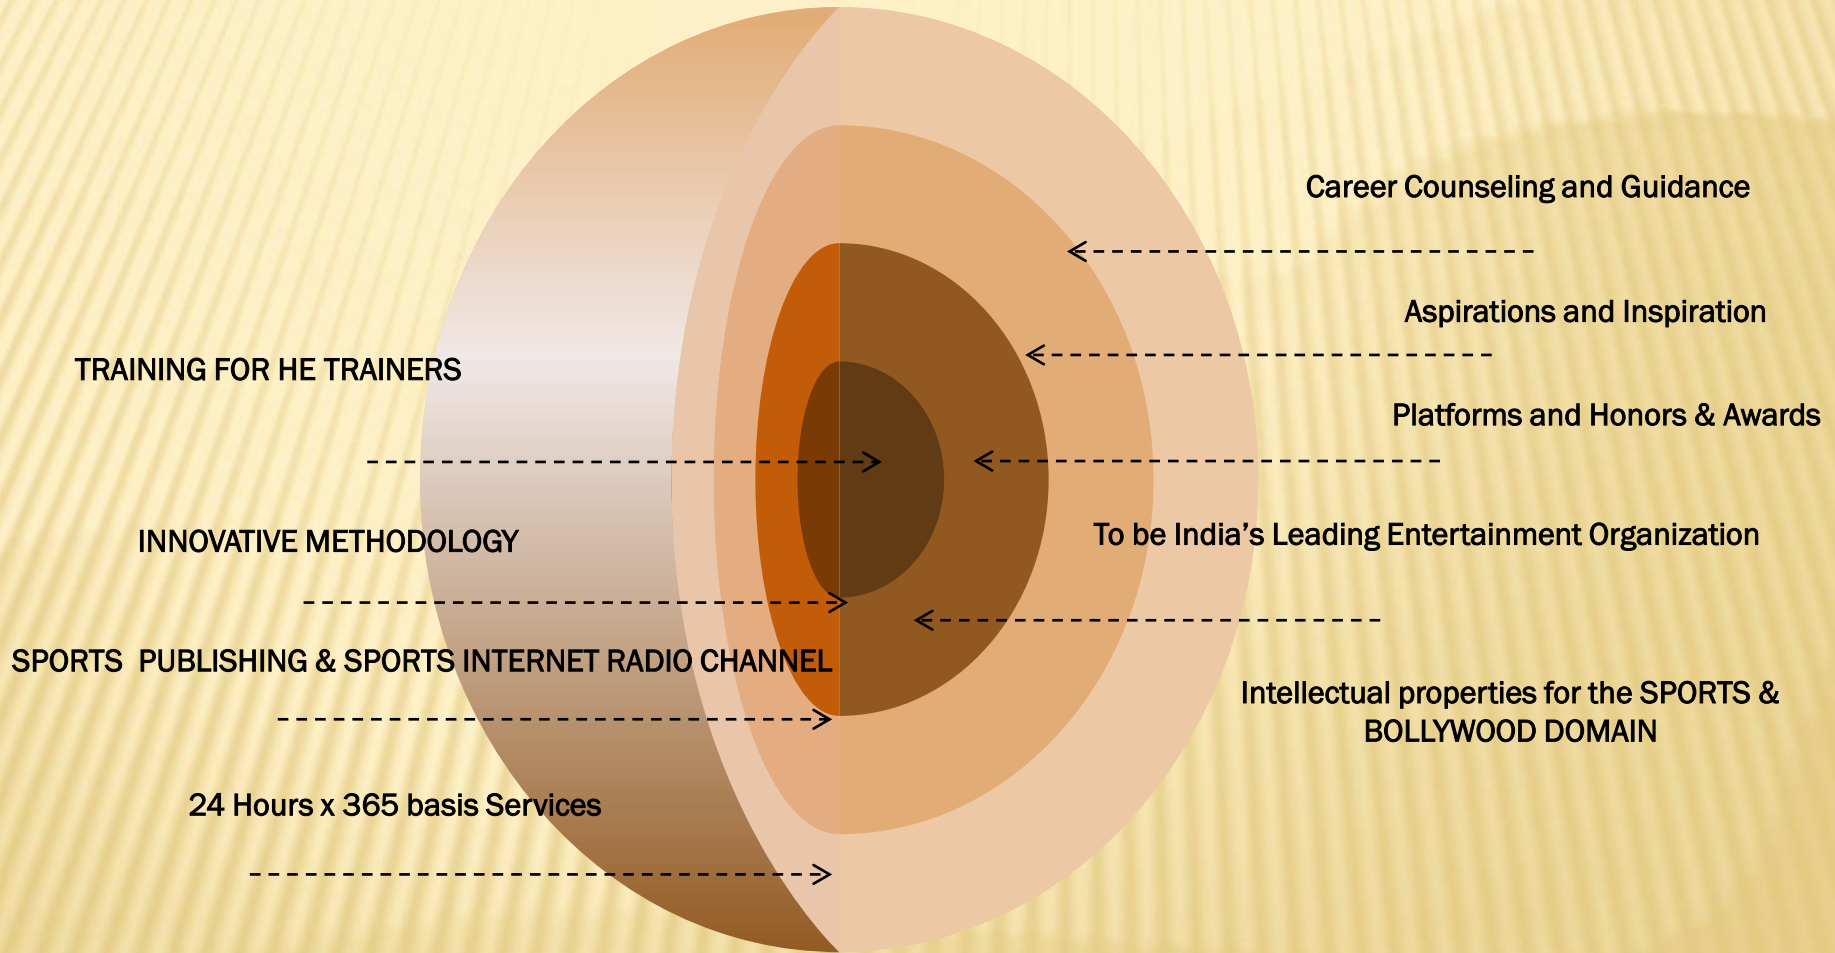 TRAINING FOR HE TRAINERS
INNOVATIVE METHODOLOGY
SPORTS  PUBLISHING & SPORTS INTERNET RADIO CHANNEL
24 Hours x 365 basis Services
Career Counseling and Guidance
Aspirations and Inspiration
Platforms and Honors & Awards
To be India’s Leading Entertainment Organization
Intellectual properties for the SPORTS &
BOLLYWOOD DOMAIN